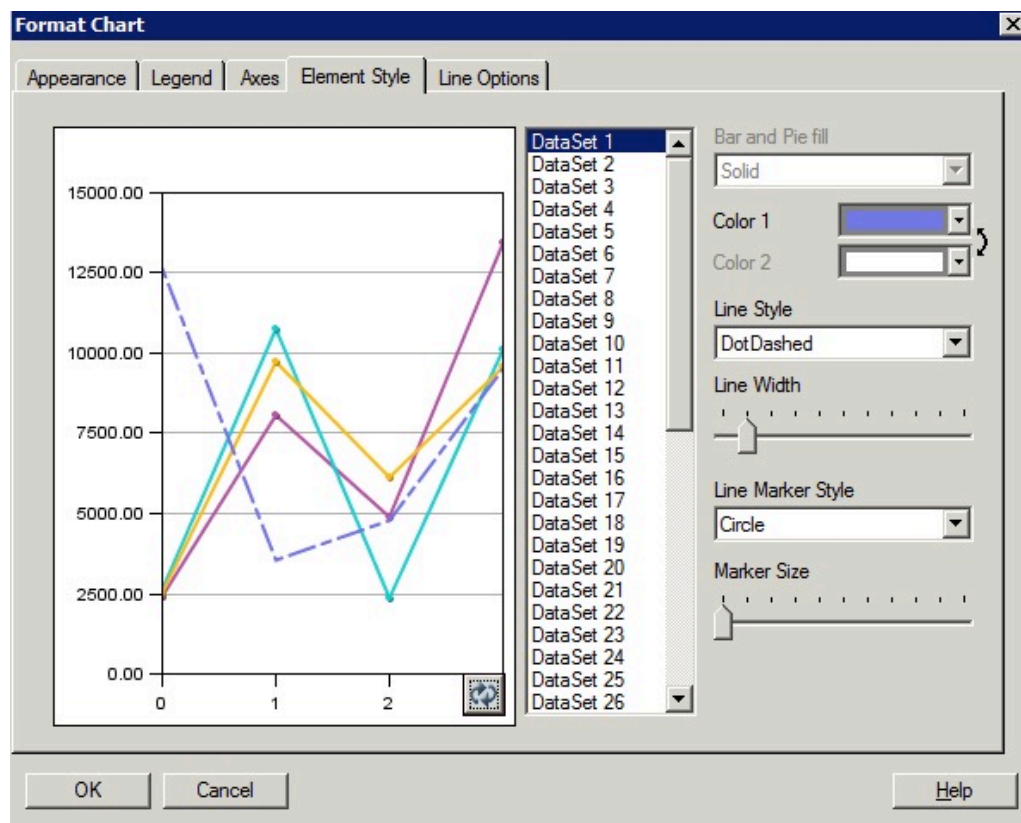 Format Chart
Appearance Legend Axes Element Style Line Options
15000.00
12500.00
10000.00
7500.00
5000.00
2500.00
0.00
0 1 2
DataSet 1
DataSet 2
DataSet 3
DataSet 4
DataSet 5
DataSet 6
DataSet 7
DataSet 8
DataSet 9
DataSet 10
DataSet 11
DataSet 12
DataSet 13
DataSet 14
DataSet 15
DataSet 16
DataSet 17
DataSet 18
DataSet 19
DataSet 20
DataSet 21
DataSet 22
DataSet 23
DataSet 24
DataSet 25
DataSet 26
Bar and Pie fill
Solid
Color 1
Color 2
Line Style
DotDashed
Line Width
Line Marker Style
Circle
Marker Size
OK Cancel Help